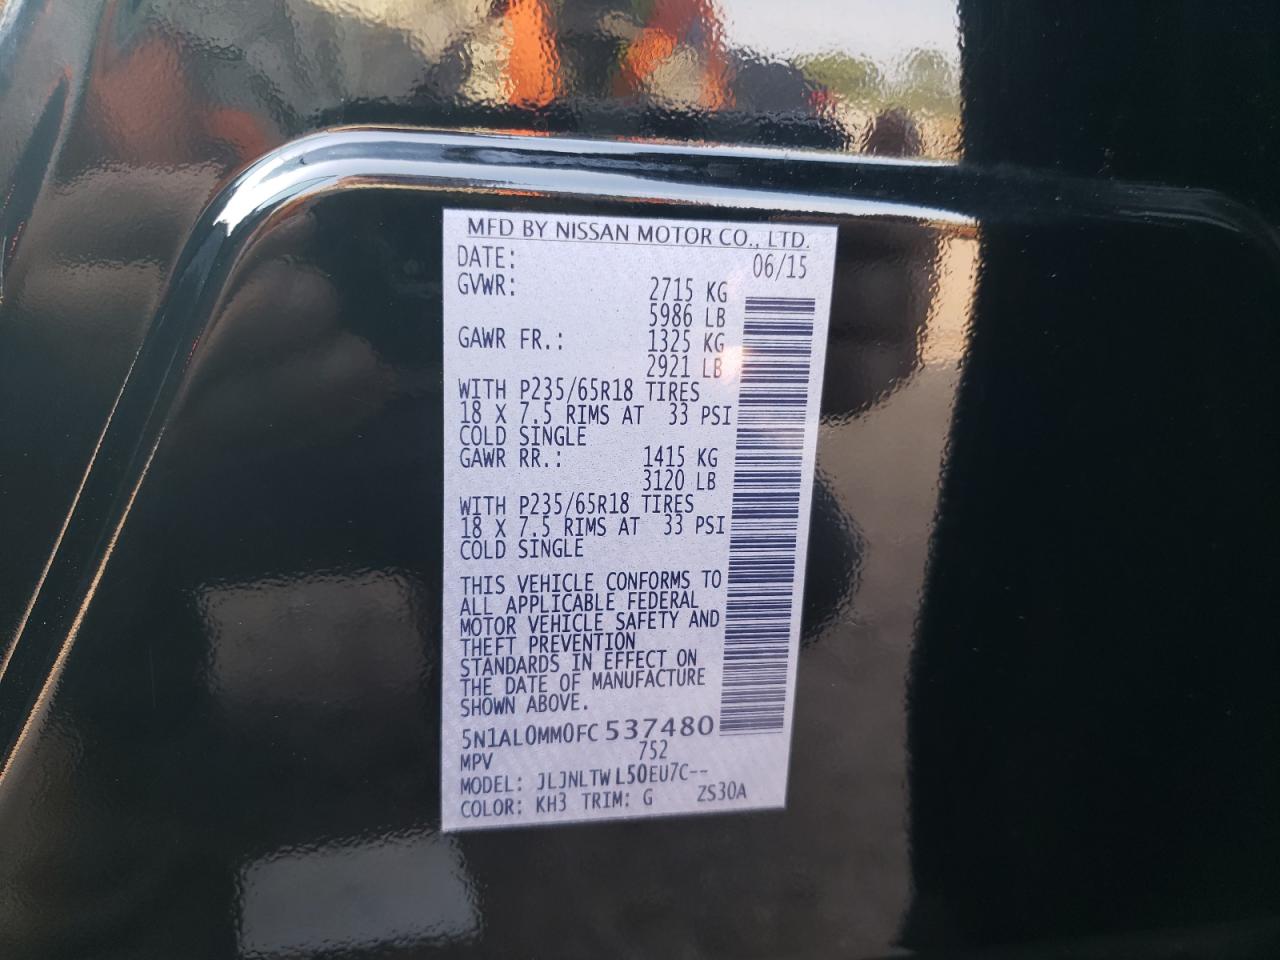 MFD BY NISSAN MOTOR CO., LTD.
DATE: 06/15
GVWR: 2715 KG
5986 LB
GAWR FR.: 1325 KG
2921 LB
WITH P235/65R18 TIRES
18 X 7.5 RIMS AT 33 PSI
COLD SINGLE
GAWR RR.: 1415 KG
3120 LB
WITH P235/65R18 TIRES
18 X 7.5 RIMS AT 33 PSI
COLD SINGLE
THIS VEHICLE CONFORMS TO
ALL APPLICABLE FEDERAL
MOTOR VEHICLE SAFETY AND
THEFT PREVENTION
STANDARDS IN EFFECT ON
THE DATE OF MANUFACTURE
SHOWN ABOVE.
5N1AL0MM0FC 537480
MPV 752
MODEL: JLJNLTW L50EU7C--
COLOR: KH3 TRIM: G ZS30A